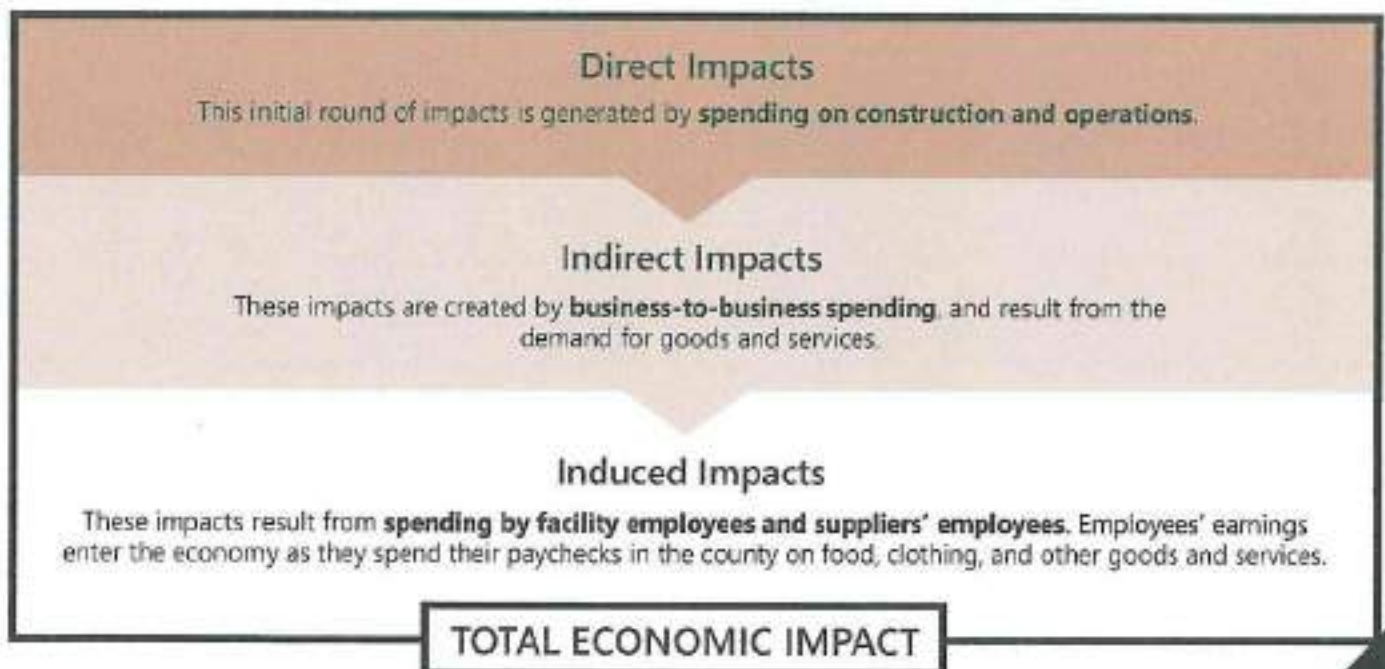 Direct Impacts
This initial round of impacts is generated by spending on construction and operations.
Indirect Impacts
These impacts are created by business-to-business spending, and result from the
demand for goods and services.
Induced Impacts
These impacts result from spending by facility employees and suppliers' employees. Employees' earnings
enter the economy as they spend their paychecks in the county on food, clothing, and other goods and services.
TOTAL ECONOMIC IMPACT